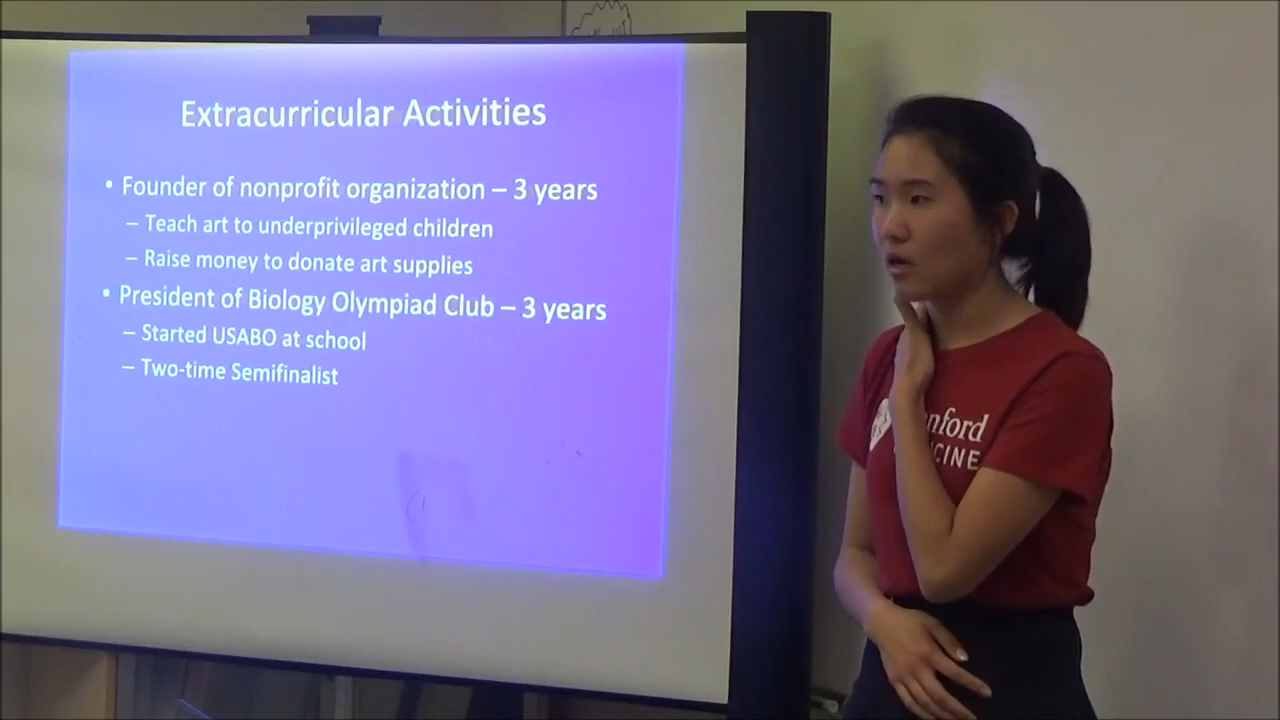 Extracurricular Activities
• Founder of nonprofit organization – 3 years
– Teach art to underprivileged children
– Raise money to donate art supplies
• President of Biology Olympiad Club – 3 years
– Started USABO at school
– Two-time Semifinalist
nford
CINE